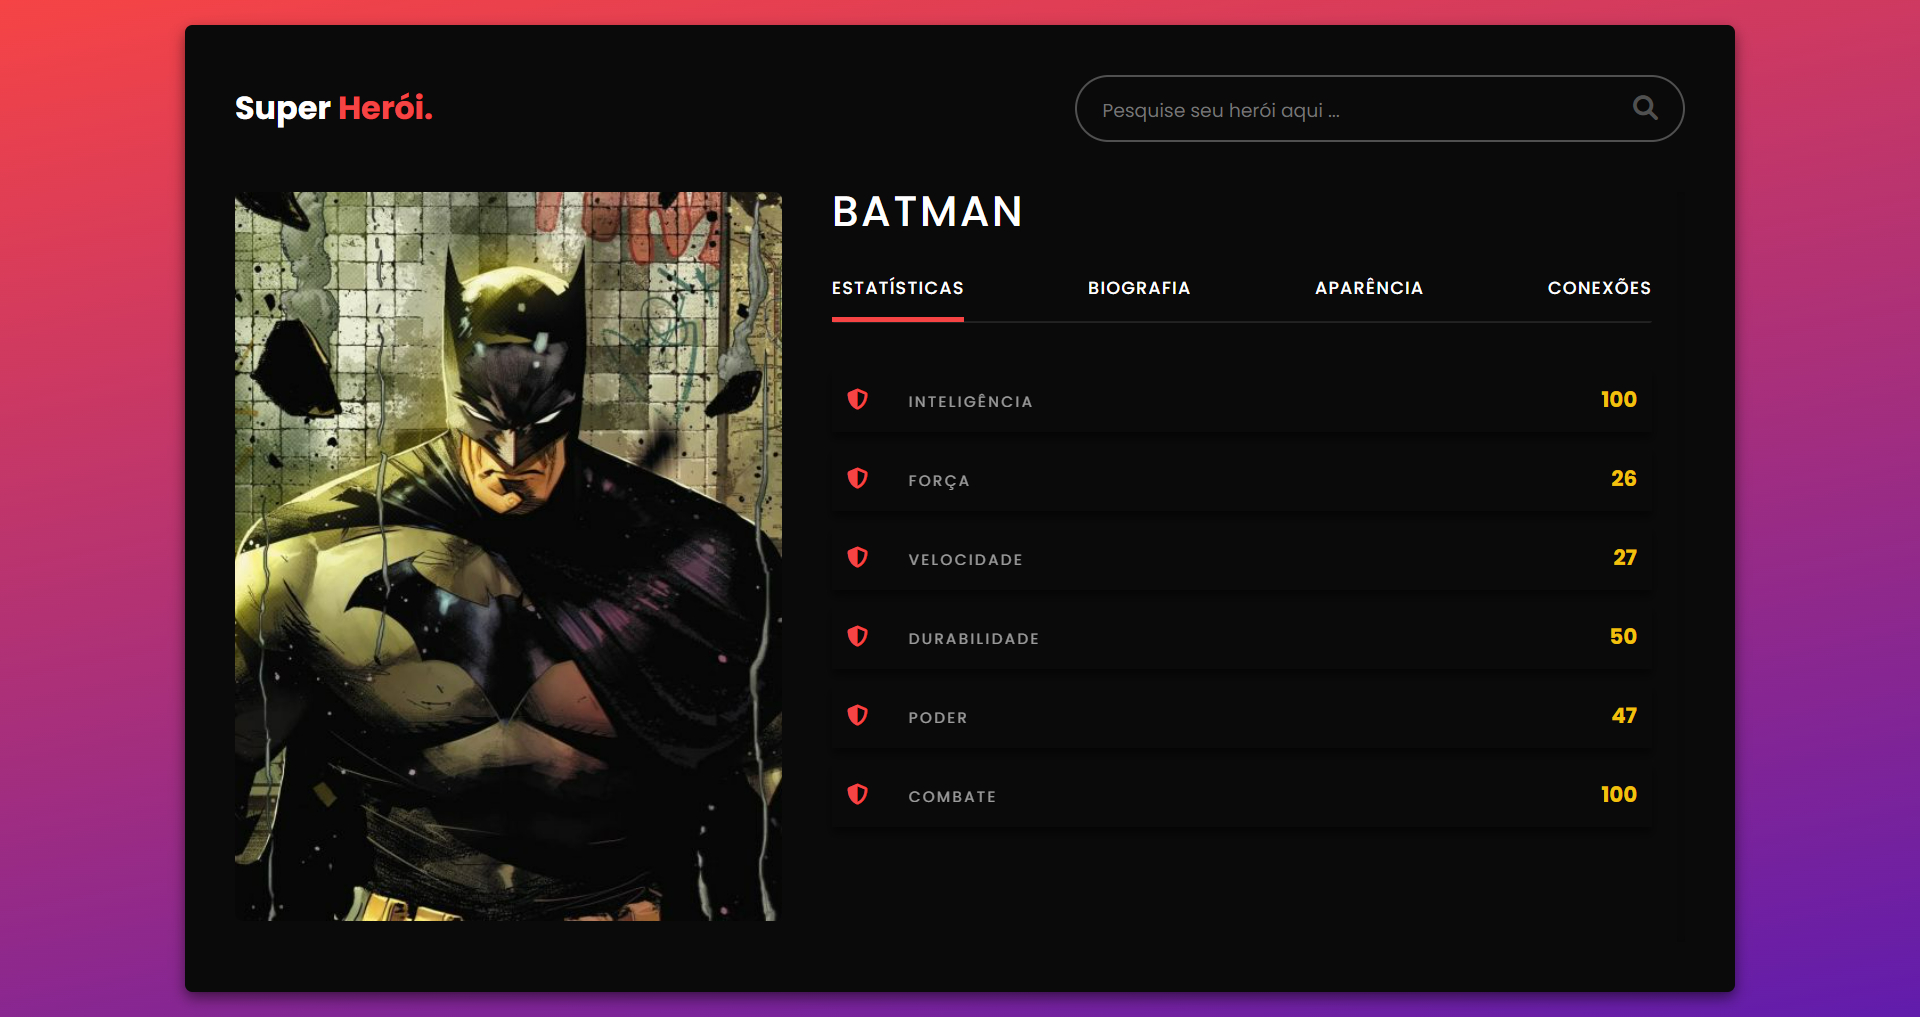 Super Herói.
Pesquise seu herói aqui ...
BATMAN
ESTATÍSTICAS BIOGRAFIA APARÊNCIA CONEXÕES
INTELIGÊNCIA 100
FORÇA 26
VELOCIDADE 27
DURABILIDADE 50
PODER 47
COMBATE 100